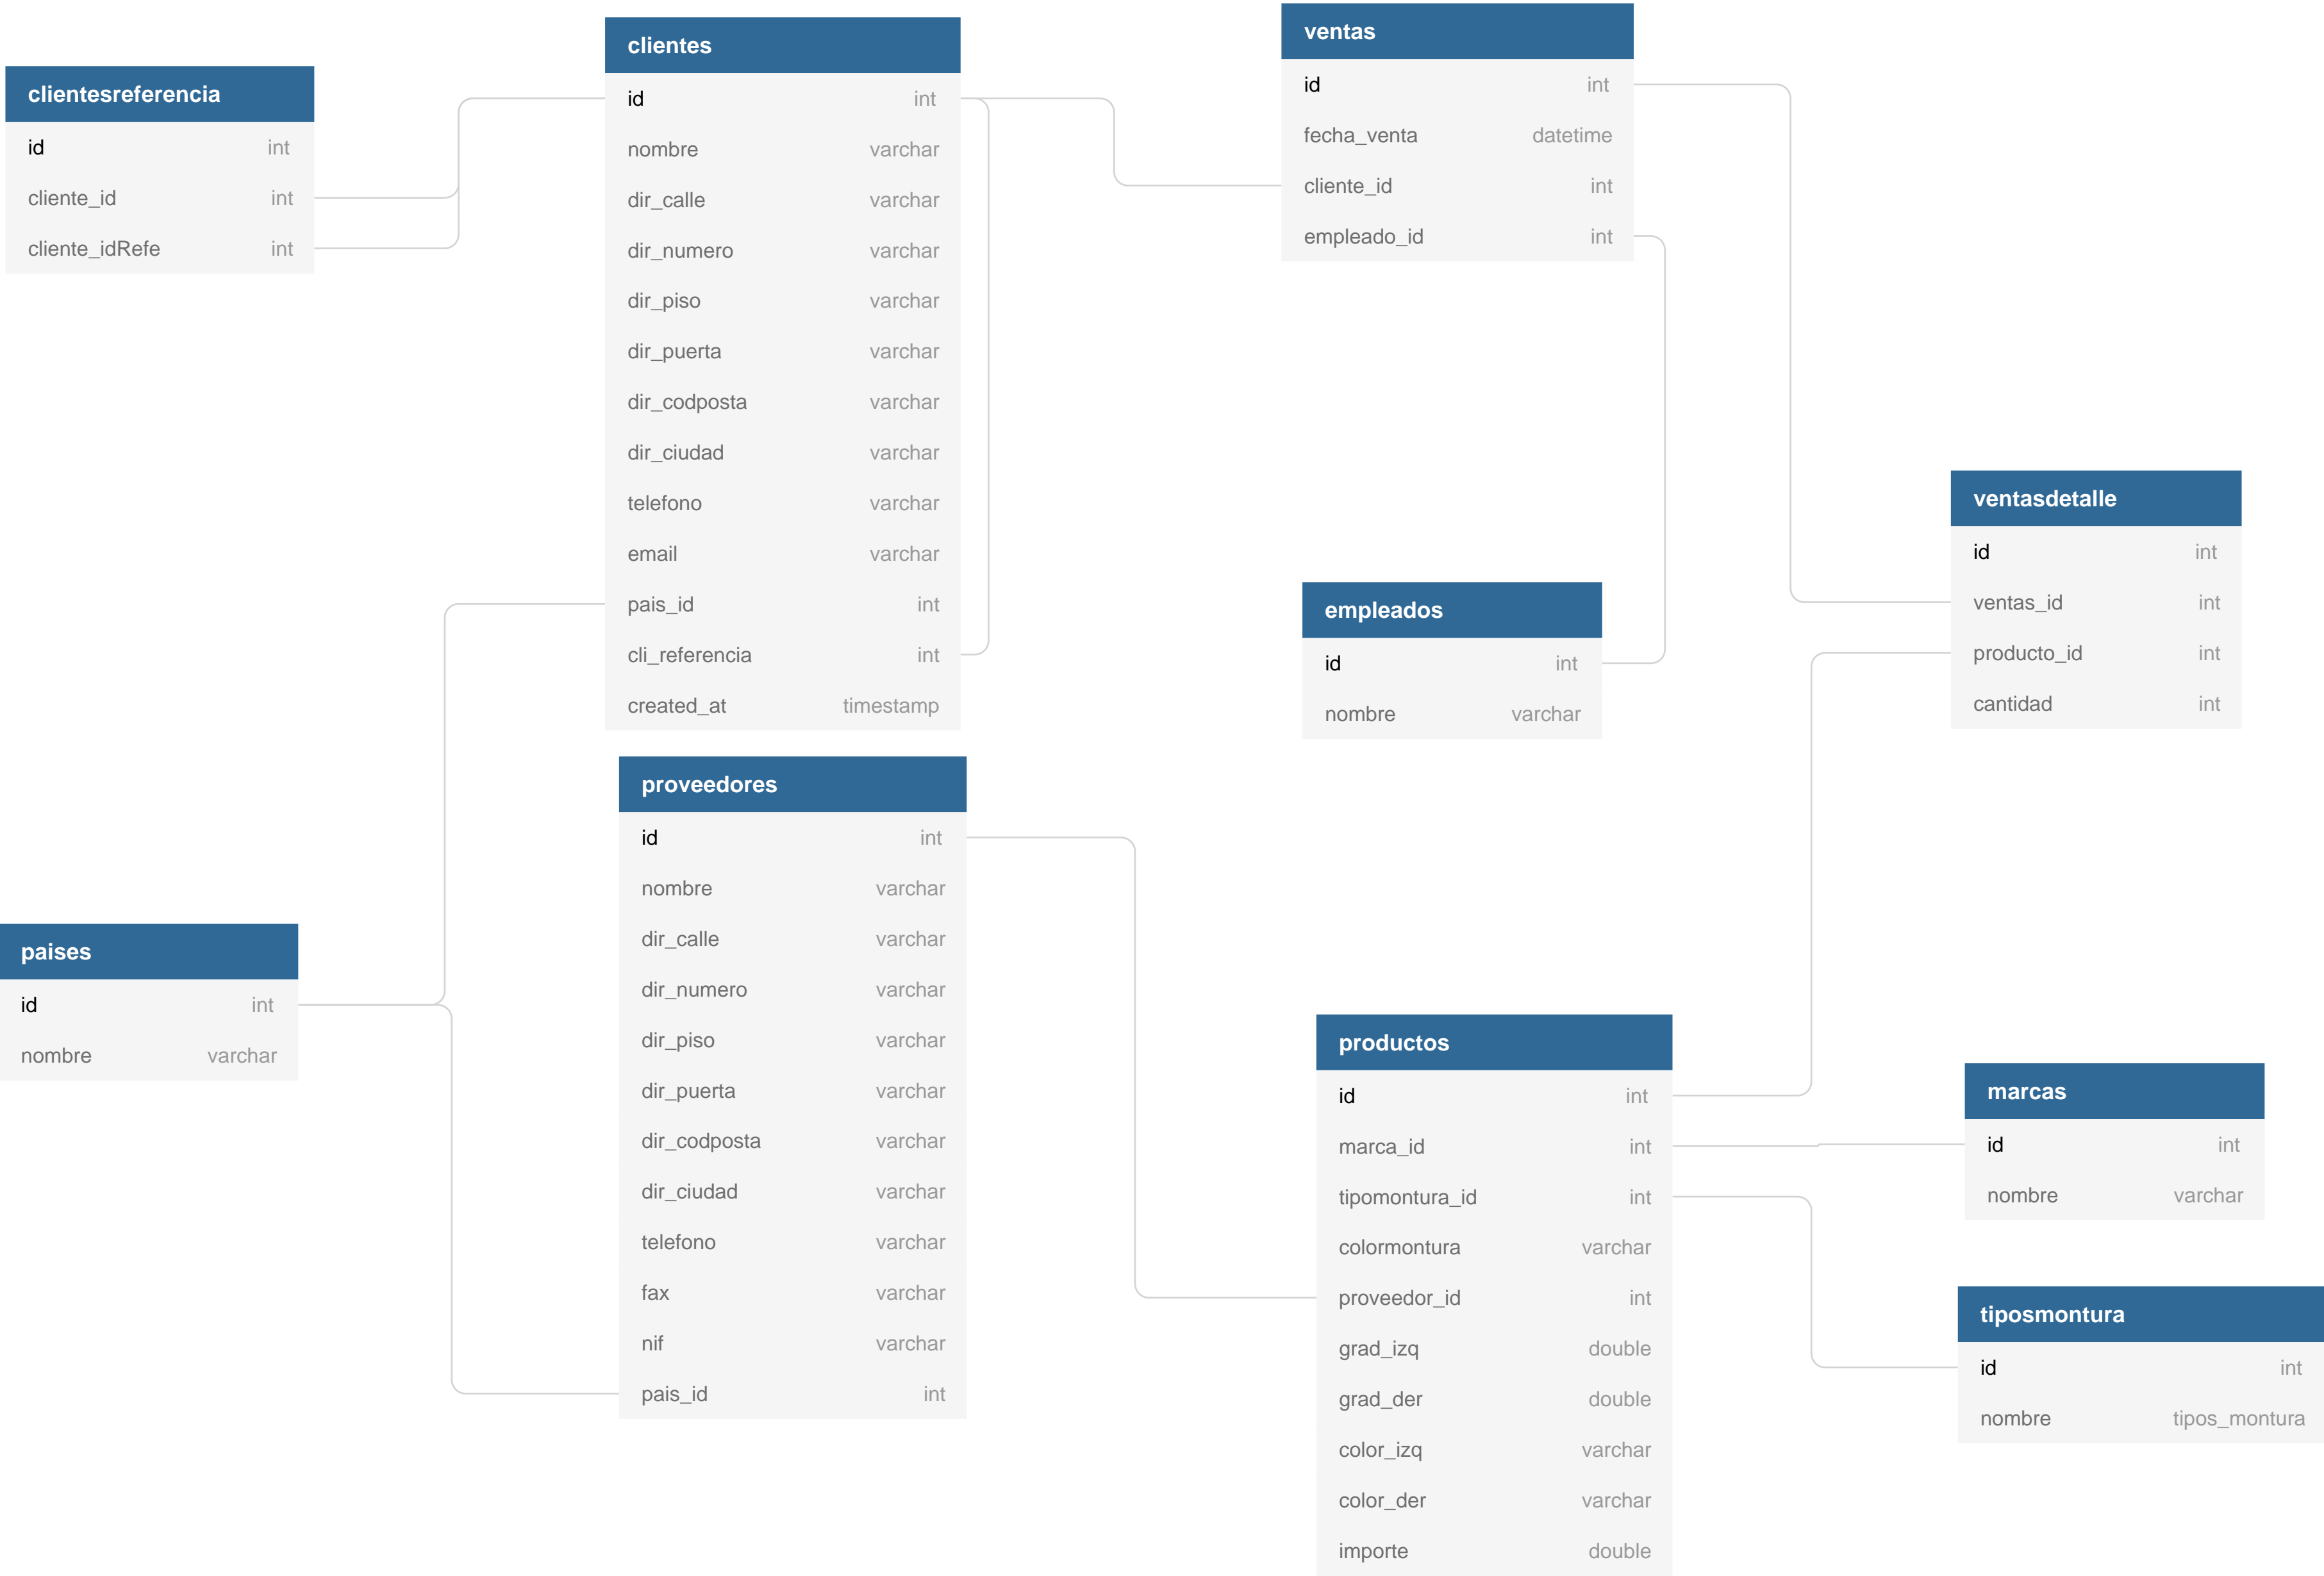 clientesreferencia
id int
cliente_id int
cliente_idRefe int
clientes
id int
nombre varchar
dir_calle varchar
dir_numero varchar
dir_piso varchar
dir_puerta varchar
dir_codposta varchar
dir_ciudad varchar
telefono varchar
email varchar
pais_id int
cli_referencia int
created_at timestamp
ventas
id int
fecha_venta datetime
cliente_id int
empleado_id int
ventasdetalle
id int
ventas_id int
producto_id int
cantidad int
empleados
id int
nombre varchar
proveedores
id int
nombre varchar
dir_calle varchar
dir_numero varchar
dir_piso varchar
dir_puerta varchar
dir_codposta varchar
dir_ciudad varchar
telefono varchar
fax varchar
nif varchar
pais_id int
paises
id int
nombre varchar
productos
id int
marca_id int
tipomontura_id int
colormontura varchar
proveedor_id int
grad_izq double
grad_der double
color_izq varchar
color_der varchar
importe double
marcas
id int
nombre varchar
tiposmontura
id int
nombre tipos_montura